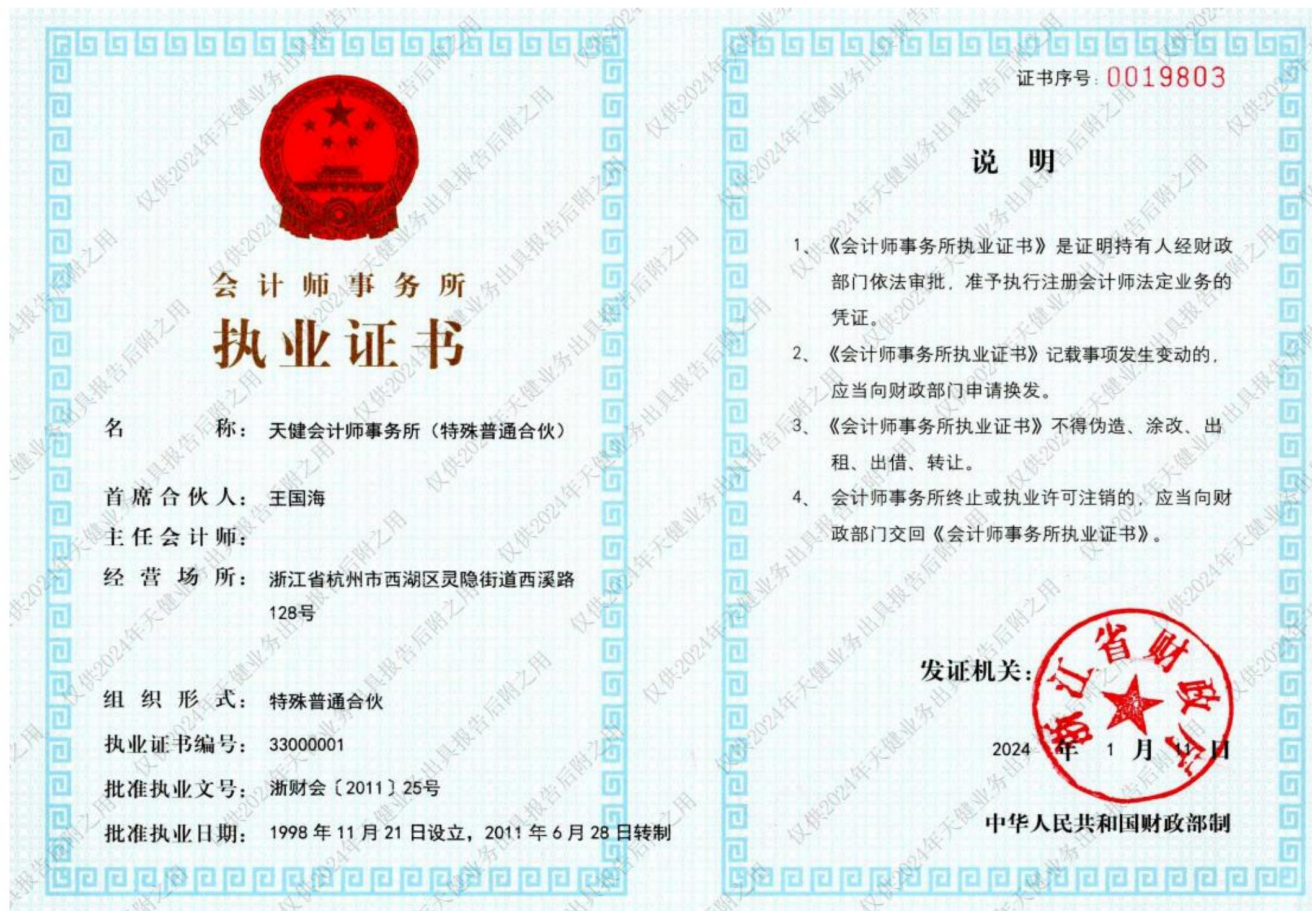 会计师事务所
执业证书
名 称: 天健会计师事务所（特殊普通合伙）
首席合伙人: 王国海
主任会计师:
经营场所: 浙江省杭州市西湖区灵隐街道西溪路
128号
组织形式: 特殊普通合伙
执业证书编号: 33000001
批准执业文号: 浙财会〔2011〕25号
批准执业日期: 1998年11月21日设立，2011年6月28日转制
证书序号: 0019803
说 明
1、《会计师事务所执业证书》是证明持有人经财政
部门依法审批，准予执行注册会计师法定业务的
凭证。
2、《会计师事务所执业证书》记载事项发生变动的，
应当向财政部门申请换发。
3、《会计师事务所执业证书》不得伪造、涂改、出
租、出借、转让。
4、 会计师事务所终止或执业许可注销的，应当向财
政部门交回《会计师事务所执业证书》。
发证机关:
浙江省财政厅
2024 年 1 月 11 日
中华人民共和国财政部制
仅供2024年天健业务出具报告后附之用